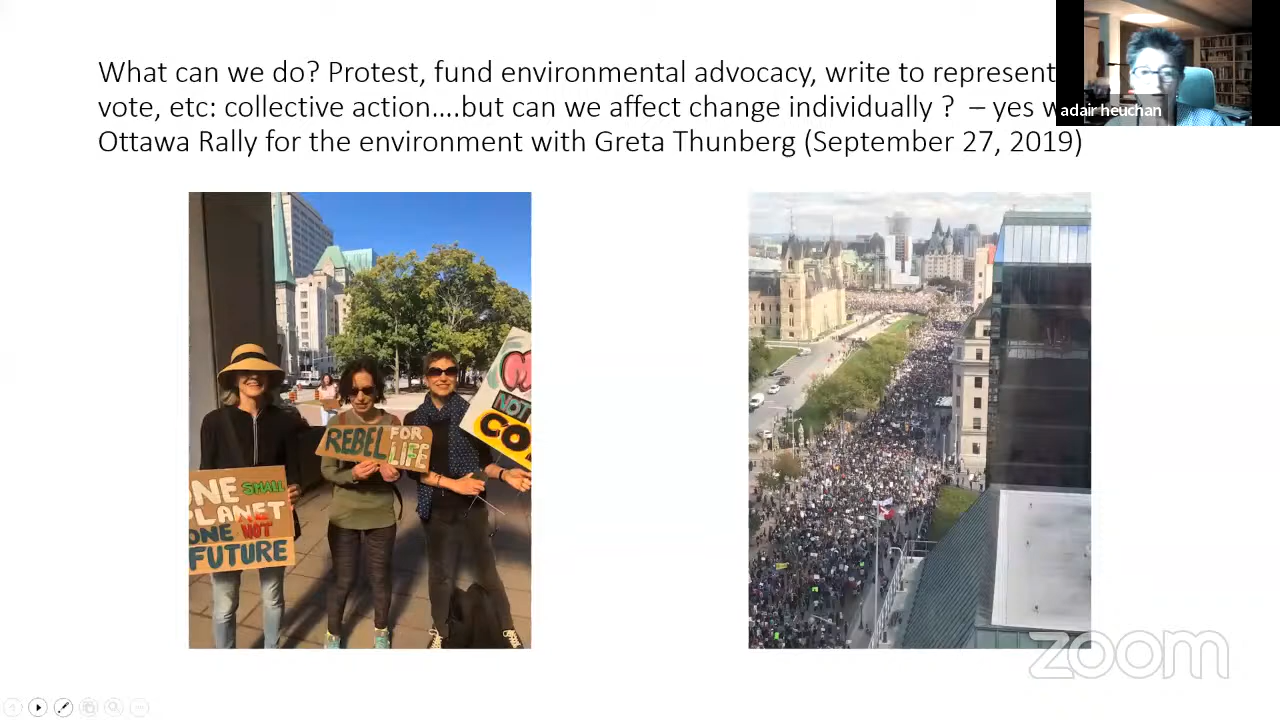 What can we do? Protest, fund environmental advocacy, write to represent
vote, etc: collective action....but can we affect change individually ? – yes w
Ottawa Rally for the environment with Greta Thunberg (September 27, 2019)
adair heuchan
REBEL FOR
LIFE
NOT
CO
ONE SMALL
PLANET
ONE NOT
FUTURE
zoom